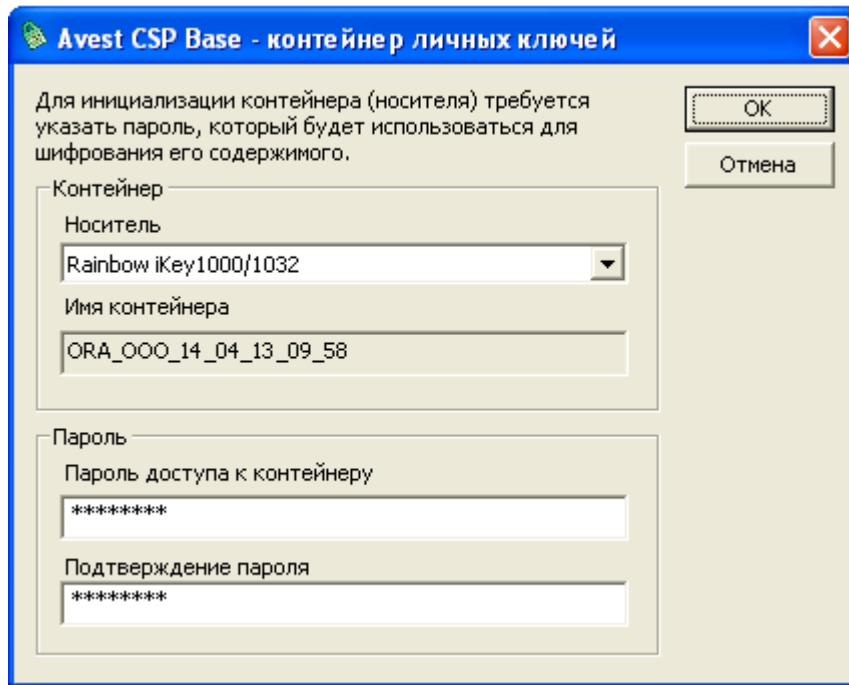 Avest CSP Base - контейнер личных ключей
Для инициализации контейнера (носителя) требуется
указать пароль, который будет использоваться для
шифрования его содержимого.
OK
Отмена
Контейнер
Носитель
Rainbow iKey1000/1032
Имя контейнера
ORA_OOO_14_04_13_09_58
Пароль
Пароль доступа к контейнеру
********
Подтверждение пароля
********